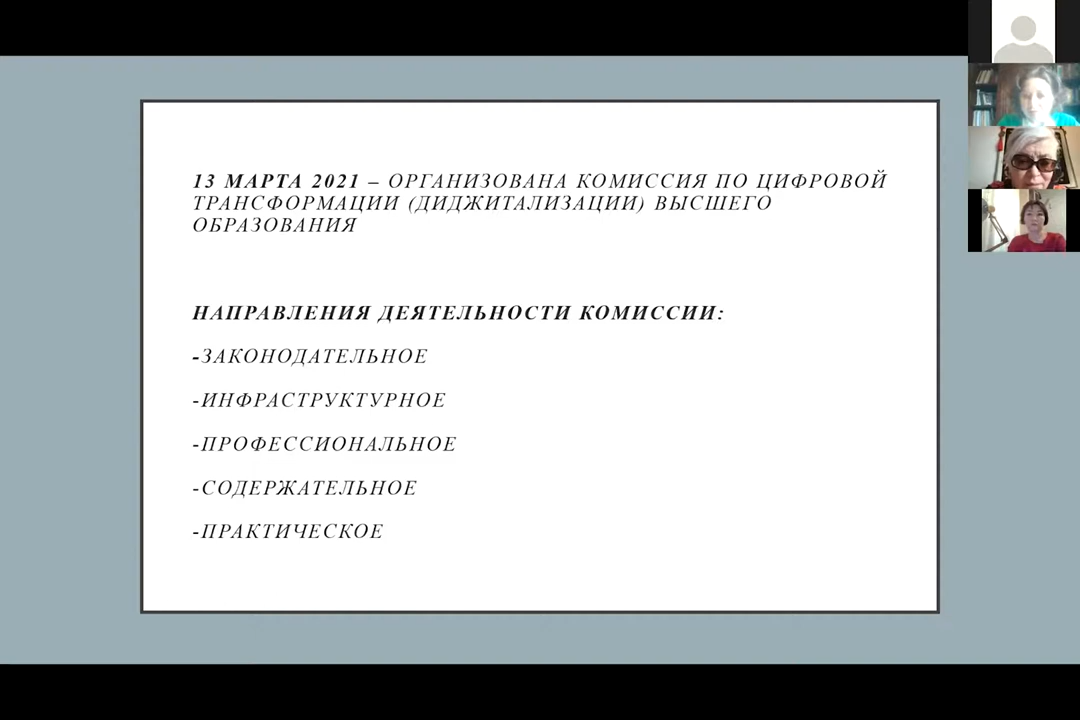 13 МАРТА 2021 – ОРГАНИЗОВАНА КОМИССИЯ ПО ЦИФРОВОЙ
ТРАНСФОРМАЦИИ (ДИДЖИТАЛИЗАЦИИ) ВЫСШЕГО
ОБРАЗОВАНИЯ
НАПРАВЛЕНИЯ ДЕЯТЕЛЬНОСТИ КОМИССИИ:
-ЗАКОНОДАТЕЛЬНОЕ
-ИНФРАСТРУКТУРНОЕ
-ПРОФЕССИОНАЛЬНОЕ
-СОДЕРЖАТЕЛЬНОЕ
-ПРАКТИЧЕСКОЕ